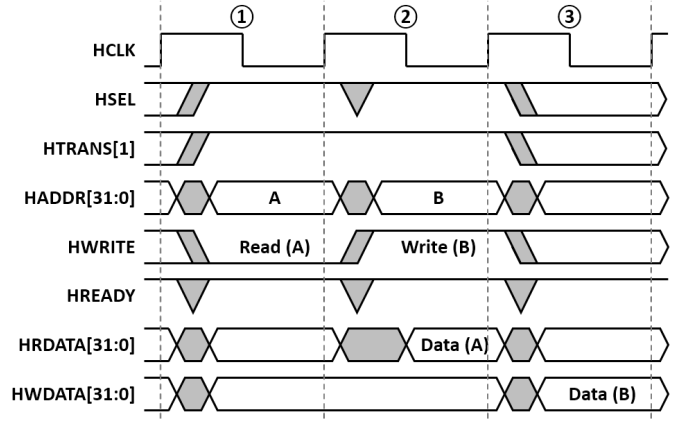 ① ② ③
HCLK
HSEL
HTRANS[1]
HADDR[31:0] A B
HWRITE Read (A) Write (B)
HREADY
HRDATA[31:0] Data (A)
HWDATA[31:0] Data (B)